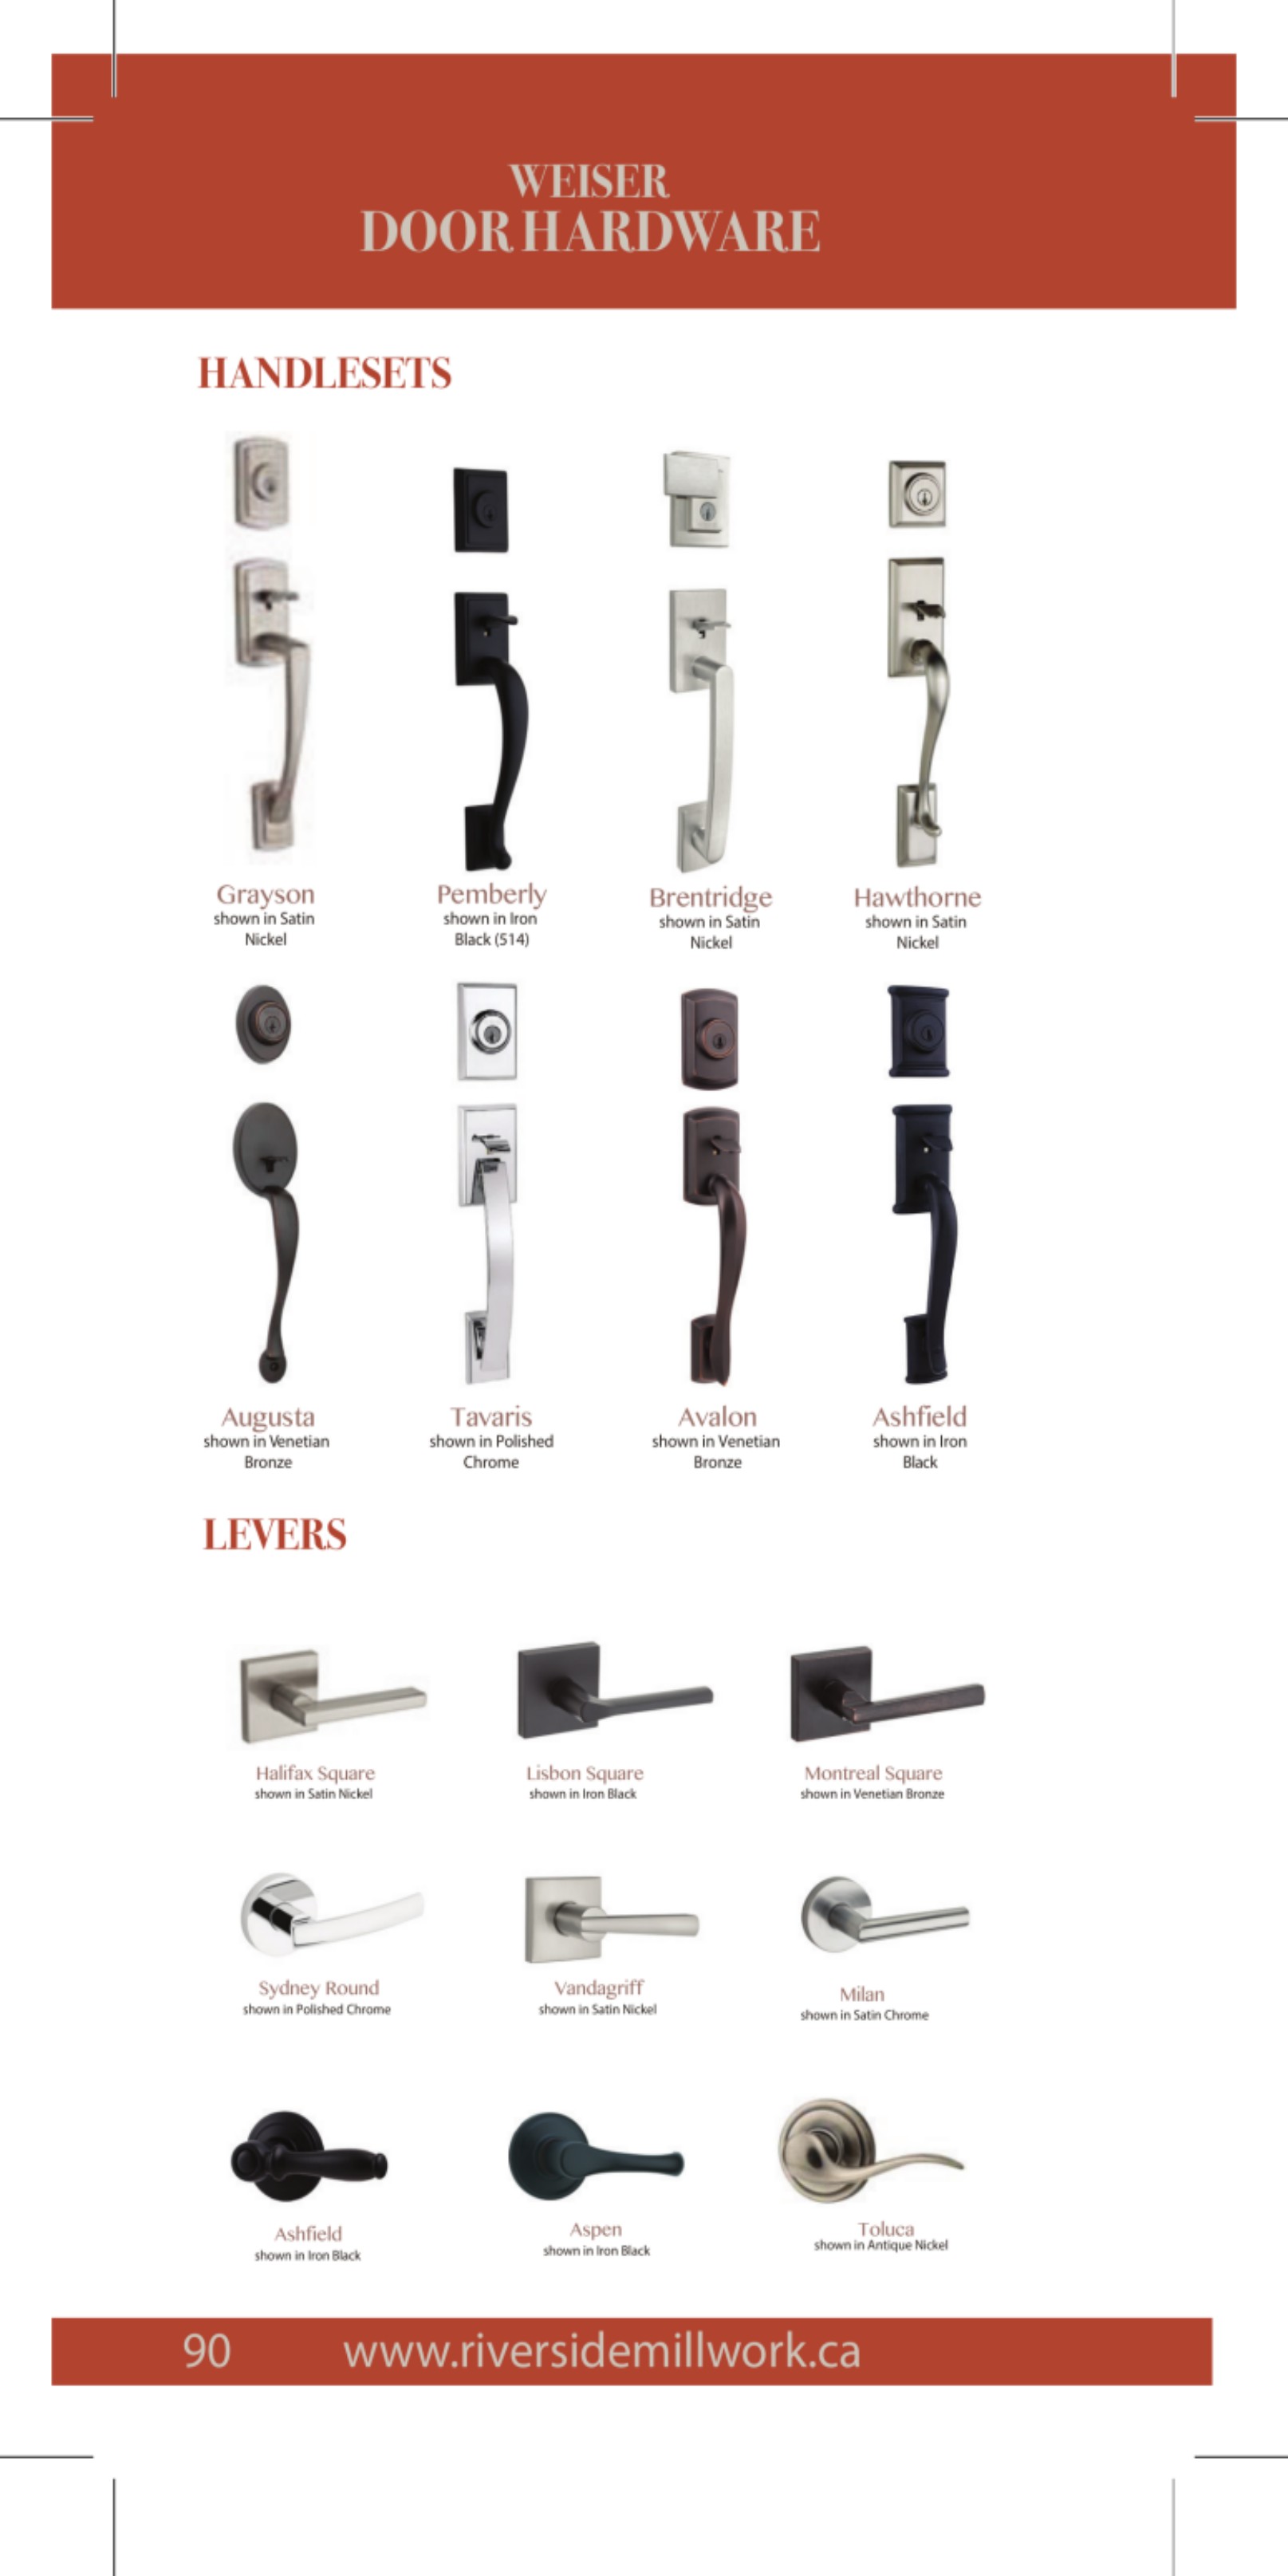 WEISER
DOOR HARDWARE
HANDLESETS
Grayson
shown in Satin
Nickel
Pemberly
shown in Iron
Black (514)
Brentridge
shown in Satin
Nickel
Hawthorne
shown in Satin
Nickel
Augusta
shown in Venetian
Bronze
Tavaris
shown in Polished
Chrome
Avalon
shown in Venetian
Bronze
Ashfield
shown in Iron
Black
LEVERS
Halifax Square
shown in Satin Nickel
Lisbon Square
shown in Iron Black
Montreal Square
shown in Venetian Bronze
Sydney Round
shown in Polished Chrome
Vandagriff
shown in Satin Nickel
Milan
shown in Satin Chrome
Ashfield
shown in Iron Black
Aspen
shown in Iron Black
Toluca
shown in Antique Nickel
90 www.riversidemillwork.ca